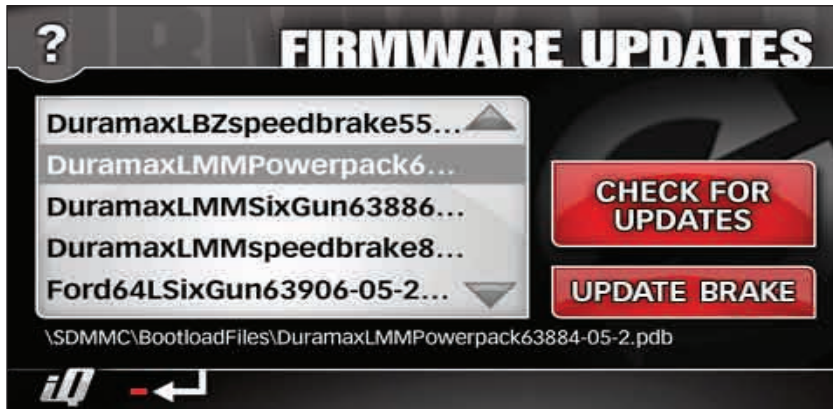 ?
FIRMWARE UPDATES
DuramaxLBZspeedbrake55...
DuramaxLMMPowerpack6...
DuramaxLMMSixGun63886...
DuramaxLMMspeedbrake8...
Ford64LSixGun63906-05-2...
CHECK FOR
UPDATES
UPDATE BRAKE
\SDMMC\BootloadFiles\DuramaxLMMPowerpack63884-05-2.pdb
iQ